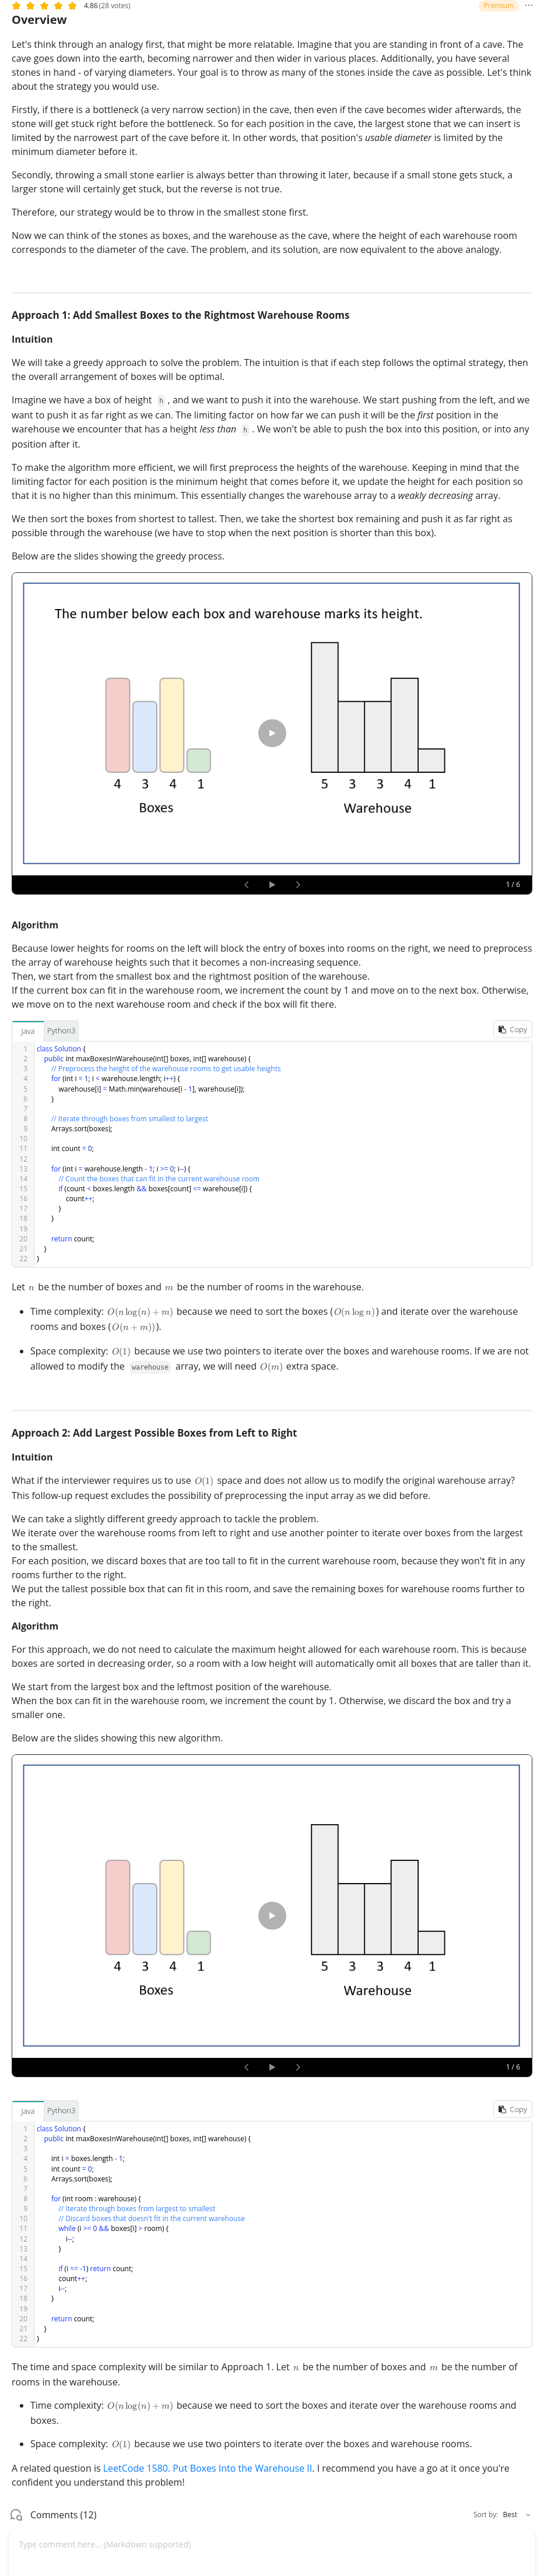 4.86 (28 votes)
Premium
Overview
Let's think through an analogy first, that might be more relatable. Imagine that you are standing in front of a cave. The
cave goes down into the earth, becoming narrower and then wider in various places. Additionally, you have several
stones in hand - of varying diameters. Your goal is to throw as many of the stones inside the cave as possible. Let's think
about the strategy you would use.
Firstly, if there is a bottleneck (a very narrow section) in the cave, then even if the cave becomes wider afterwards, the
stone will get stuck right before the bottleneck. So for each position in the cave, the largest stone that we can insert is
limited by the narrowest part of the cave before it. In other words, that position's usable diameter is limited by the
minimum diameter before it.
Secondly, throwing a small stone earlier is always better than throwing it later, because if a small stone gets stuck, a
larger stone will certainly get stuck, but the reverse is not true.
Therefore, our strategy would be to throw in the smallest stone first.
Now we can think of the stones as boxes, and the warehouse as the cave, where the height of each warehouse room
corresponds to the diameter of the cave. The problem, and its solution, are now equivalent to the above analogy.
Approach 1: Add Smallest Boxes to the Rightmost Warehouse Rooms
Intuition
We will take a greedy approach to solve the problem. The intuition is that if each step follows the optimal strategy, then
the overall arrangement of boxes will be optimal.
Imagine we have a box of height h , and we want to push it into the warehouse. We start pushing from the left, and we
want to push it as far right as we can. The limiting factor on how far we can push it will be the first position in the
warehouse we encounter that has a height less than h . We won't be able to push the box into this position, or into any
position after it.
To make the algorithm more efficient, we will first preprocess the heights of the warehouse. Keeping in mind that the
limiting factor for each position is the minimum height that comes before it, we update the height for each position so
that it is no higher than this minimum. This essentially changes the warehouse array to a weakly decreasing array.
We then sort the boxes from shortest to tallest. Then, we take the shortest box remaining and push it as far right as
possible through the warehouse (we have to stop when the next position is shorter than this box).
Below are the slides showing the greedy process.
The number below each box and warehouse marks its height.
4 3 4 1 5 3 3 4 1
Boxes Warehouse
1 / 6
Algorithm
Because lower heights for rooms on the left will block the entry of boxes into rooms on the right, we need to preprocess
the array of warehouse heights such that it becomes a non-increasing sequence.
Then, we start from the smallest box and the rightmost position of the warehouse.
If the current box can fit in the warehouse room, we increment the count by 1 and move on to the next box. Otherwise,
we move on to the next warehouse room and check if the box will fit there.
Java Python3 Copy
1 class Solution {
2 public int maxBoxesInWarehouse(int[] boxes, int[] warehouse) {
3 // Preprocess the height of the warehouse rooms to get usable heights
4 for (int i = 1; i < warehouse.length; i++) {
5 warehouse[i] = Math.min(warehouse[i - 1], warehouse[i]);
6 }
7
8 // Iterate through boxes from smallest to largest
9 Arrays.sort(boxes);
10
11 int count = 0;
12
13 for (int i = warehouse.length - 1; i >= 0; i--) {
14 // Count the boxes that can fit in the current warehouse room
15 if (count < boxes.length && boxes[count] <= warehouse[i]) {
16 count++;
17 }
18 }
19
20 return count;
21 }
22 }
Let n be the number of boxes and m be the number of rooms in the warehouse.
• Time complexity: O(n log(n) + m) because we need to sort the boxes (O(n log n)) and iterate over the warehouse
rooms and boxes (O(n + m))).
• Space complexity: O(1) because we use two pointers to iterate over the boxes and warehouse rooms. If we are not
allowed to modify the warehouse array, we will need O(m) extra space.
Approach 2: Add Largest Possible Boxes from Left to Right
Intuition
What if the interviewer requires us to use O(1) space and does not allow us to modify the original warehouse array?
This follow-up request excludes the possibility of preprocessing the input array as we did before.
We can take a slightly different greedy approach to tackle the problem.
We iterate over the warehouse rooms from left to right and use another pointer to iterate over boxes from the largest
to the smallest.
For each position, we discard boxes that are too tall to fit in the current warehouse room, because they won't fit in any
rooms further to the right.
We put the tallest possible box that can fit in this room, and save the remaining boxes for warehouse rooms further to
the right.
Algorithm
For this approach, we do not need to calculate the maximum height allowed for each warehouse room. This is because
boxes are sorted in decreasing order, so a room with a low height will automatically omit all boxes that are taller than it.
We start from the largest box and the leftmost position of the warehouse.
When the box can fit in the warehouse room, we increment the count by 1. Otherwise, we discard the box and try a
smaller one.
Below are the slides showing this new algorithm.
4 3 4 1 5 3 3 4 1
Boxes Warehouse
1 / 6
Java Python3 Copy
1 class Solution {
2 public int maxBoxesInWarehouse(int[] boxes, int[] warehouse) {
3
4 int i = boxes.length - 1;
5 int count = 0;
6 Arrays.sort(boxes);
7
8 for (int room : warehouse) {
9 // Iterate through boxes from largest to smallest
10 // Discard boxes that doesn't fit in the current warehouse
11 while (i >= 0 && boxes[i] > room) {
12 i--;
13 }
14
15 if (i == -1) return count;
16 count++;
17 i--;
18 }
19
20 return count;
21 }
22 }
The time and space complexity will be similar to Approach 1. Let n be the number of boxes and m be the number of
rooms in the warehouse.
• Time complexity: O(n log(n) + m) because we need to sort the boxes and iterate over the warehouse rooms and
boxes.
• Space complexity: O(1) because we use two pointers to iterate over the boxes and warehouse rooms.
A related question is LeetCode 1580. Put Boxes Into the Warehouse II. I recommend you have a go at it once you're
confident you understand this problem!
Comments (12) Sort by: Best
Type comment here... (Markdown supported)